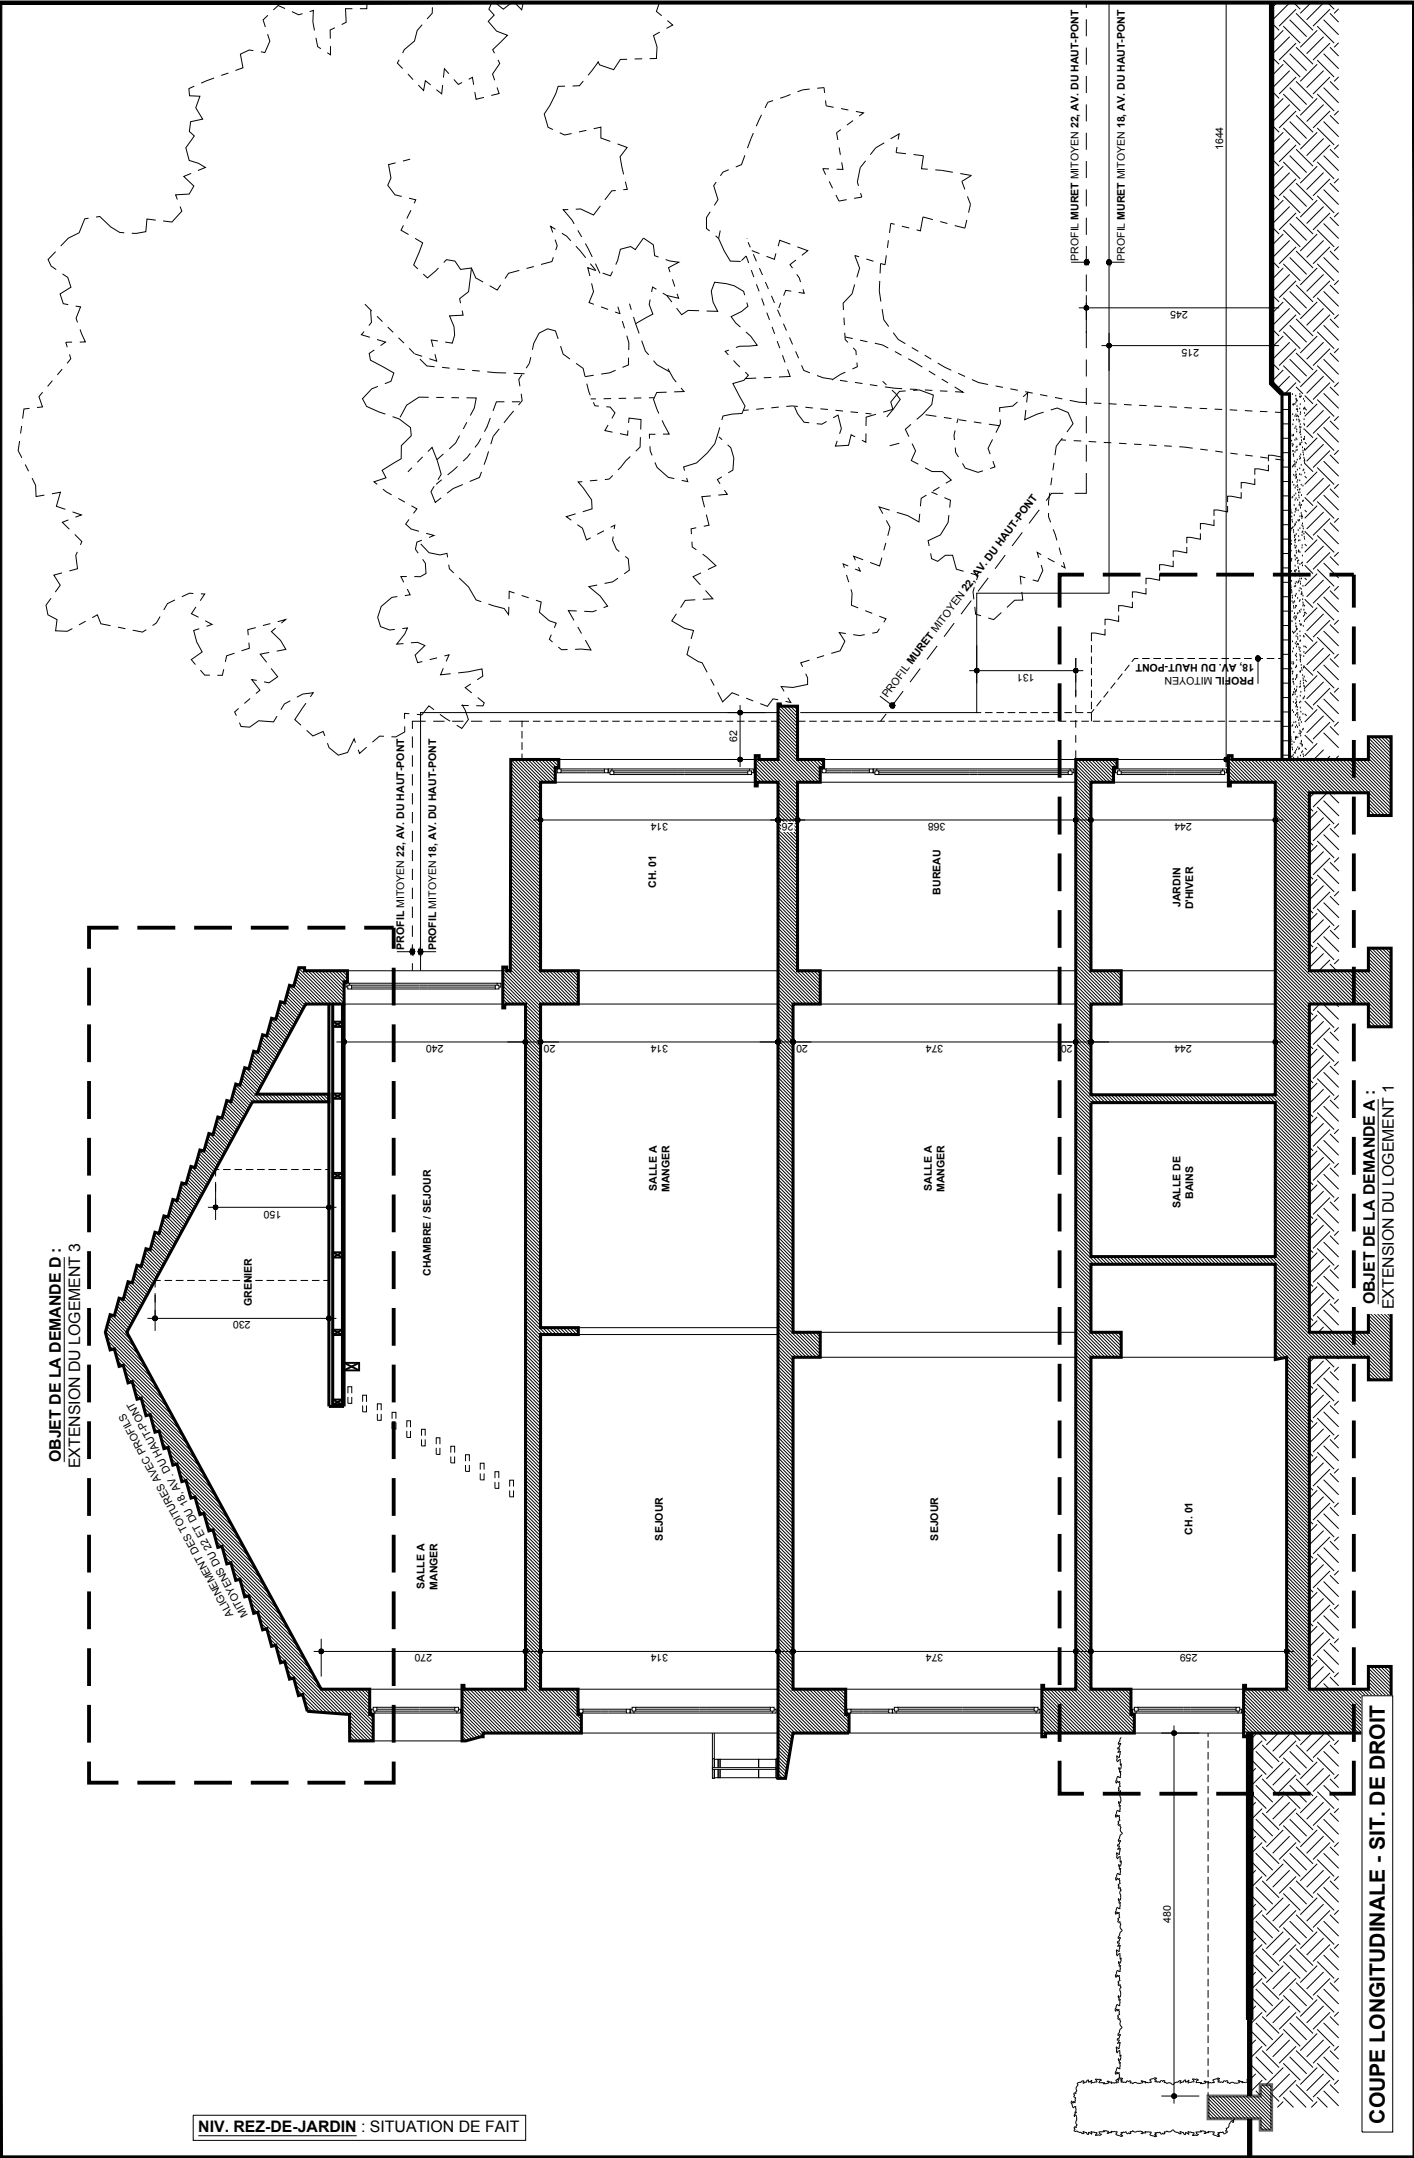 OBJET DE LA DEMANDE D :
EXTENSION DU LOGEMENT 3
ALIGNEMENT DES TOITURES AVEC PROFILS
MITOYENS DU 22 ET DU 18, AV. DU HAUT-PONT
GRENIER
230
150
CHAMBRE / SEJOUR
SALLE A
MANGER
270
240
PROFIL MITOYEN 22, AV. DU HAUT-PONT
PROFIL MITOYEN 18, AV. DU HAUT-PONT
20
SEJOUR
SALLE A
MANGER
CH. 01
314
314
314
62
20
26
SEJOUR
SALLE A
MANGER
BUREAU
374
374
368
20
131
PROFIL MURET MITOYEN 22, AV. DU HAUT-PONT
PROFIL MURET MITOYEN 22, AV. DU HAUT-PONT
PROFIL MURET MITOYEN 18, AV. DU HAUT-PONT
245
215
1644
CH. 01
SALLE DE
BAINS
JARDIN
D'HIVER
259
244
244
PROFIL MITOYEN
18, AV. DU HAUT-PONT
480
OBJET DE LA DEMANDE A :
EXTENSION DU LOGEMENT 1
COUPE LONGITUDINALE - SIT. DE DROIT
NIV. REZ-DE-JARDIN : SITUATION DE FAIT